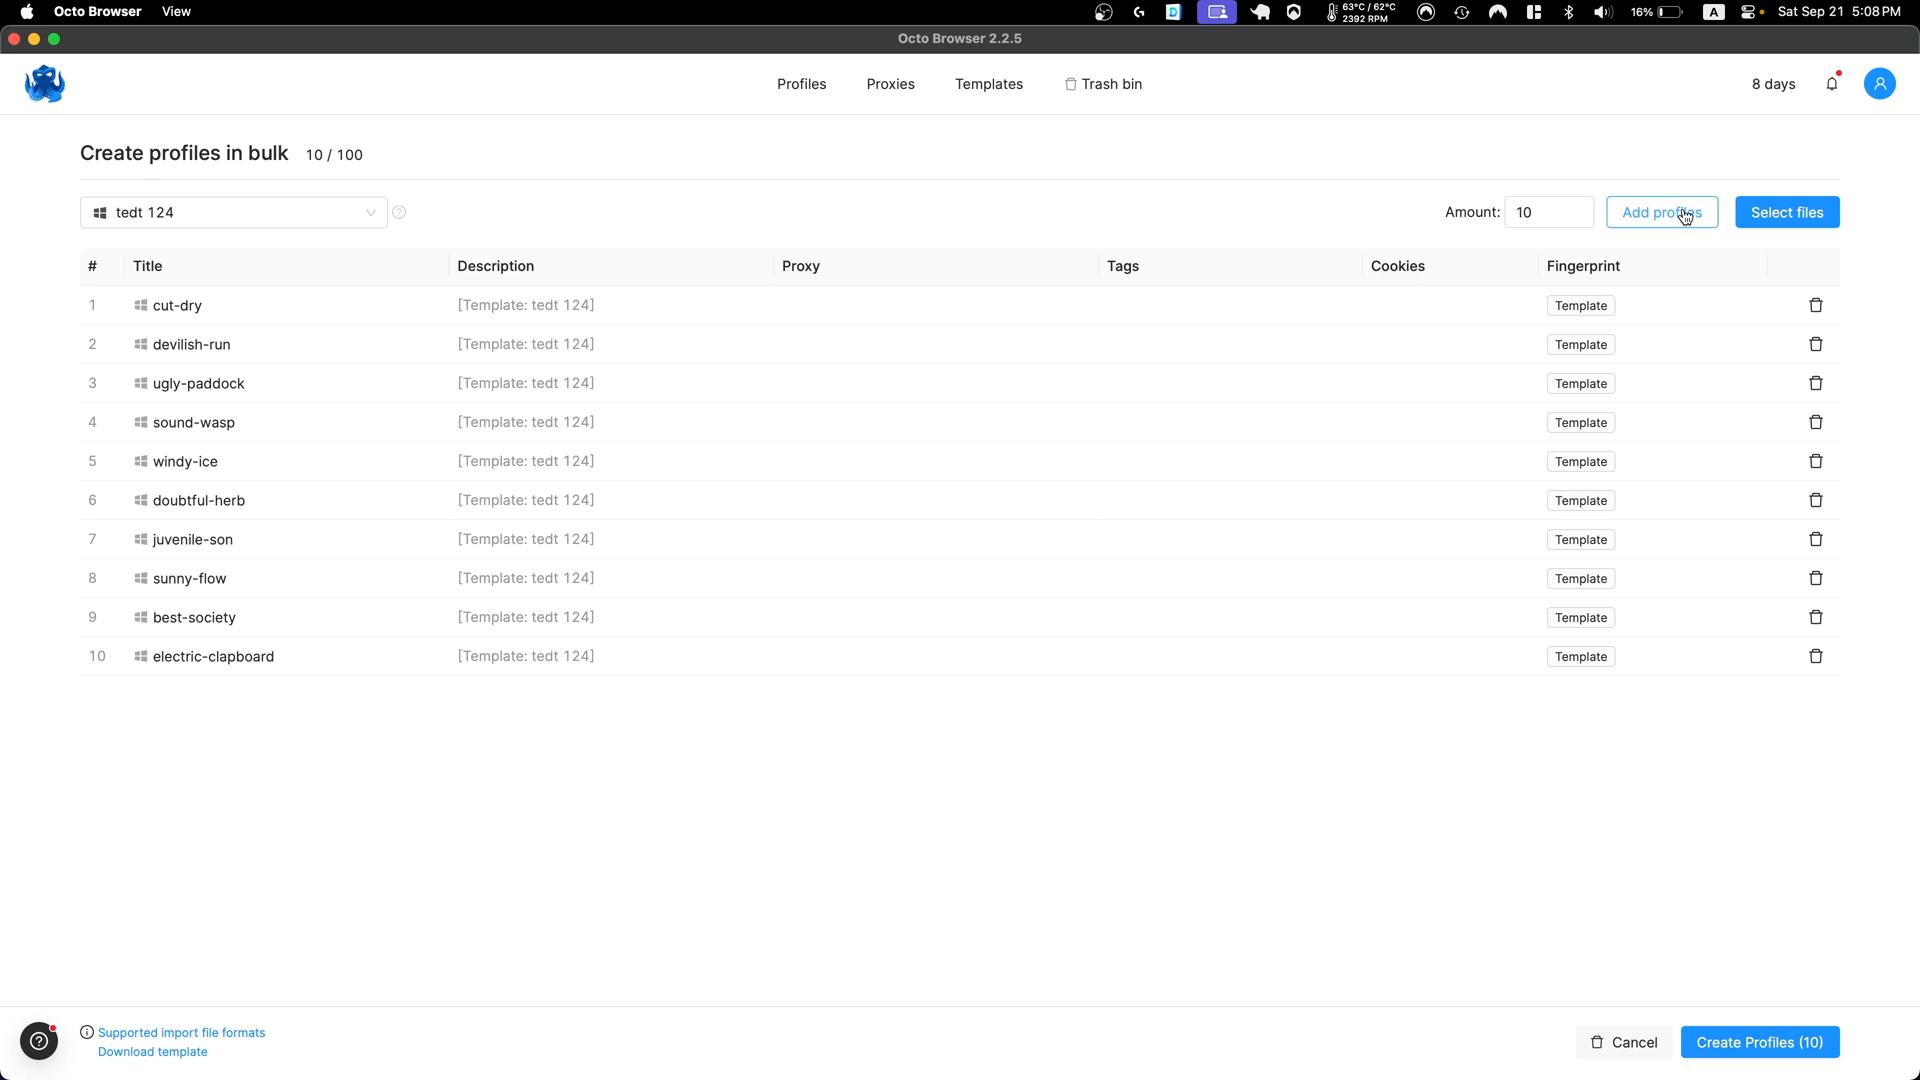 Octo Browser View 63°C / 62°C 2392 RPM 16% A Sat Sep 21 5:08 PM
Octo Browser 2.2.5
Profiles Proxies Templates Trash bin 8 days
Create profiles in bulk 10 / 100
tedt 124 Amount: 10 Add profiles Select files
# Title Description Proxy Tags Cookies Fingerprint
1 cut-dry [Template: tedt 124] Template
2 devilish-run [Template: tedt 124] Template
3 ugly-paddock [Template: tedt 124] Template
4 sound-wasp [Template: tedt 124] Template
5 windy-ice [Template: tedt 124] Template
6 doubtful-herb [Template: tedt 124] Template
7 juvenile-son [Template: tedt 124] Template
8 sunny-flow [Template: tedt 124] Template
9 best-society [Template: tedt 124] Template
10 electric-clapboard [Template: tedt 124] Template
Supported import file formats
Download template
Cancel Create Profiles (10)